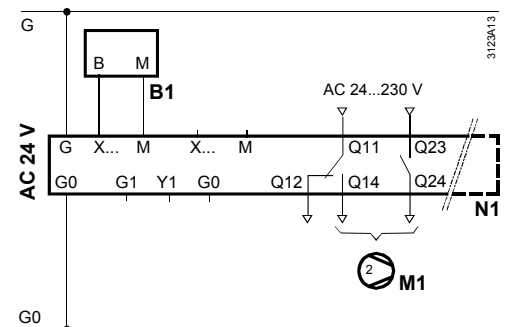 G
3123A13
B M
B1
AC 24...230 V
AC 24 V
G X... M X... M Q11 Q23
G0 G1 Y1 G0 Q12 Q14 Q24
N1
2
M1
G0